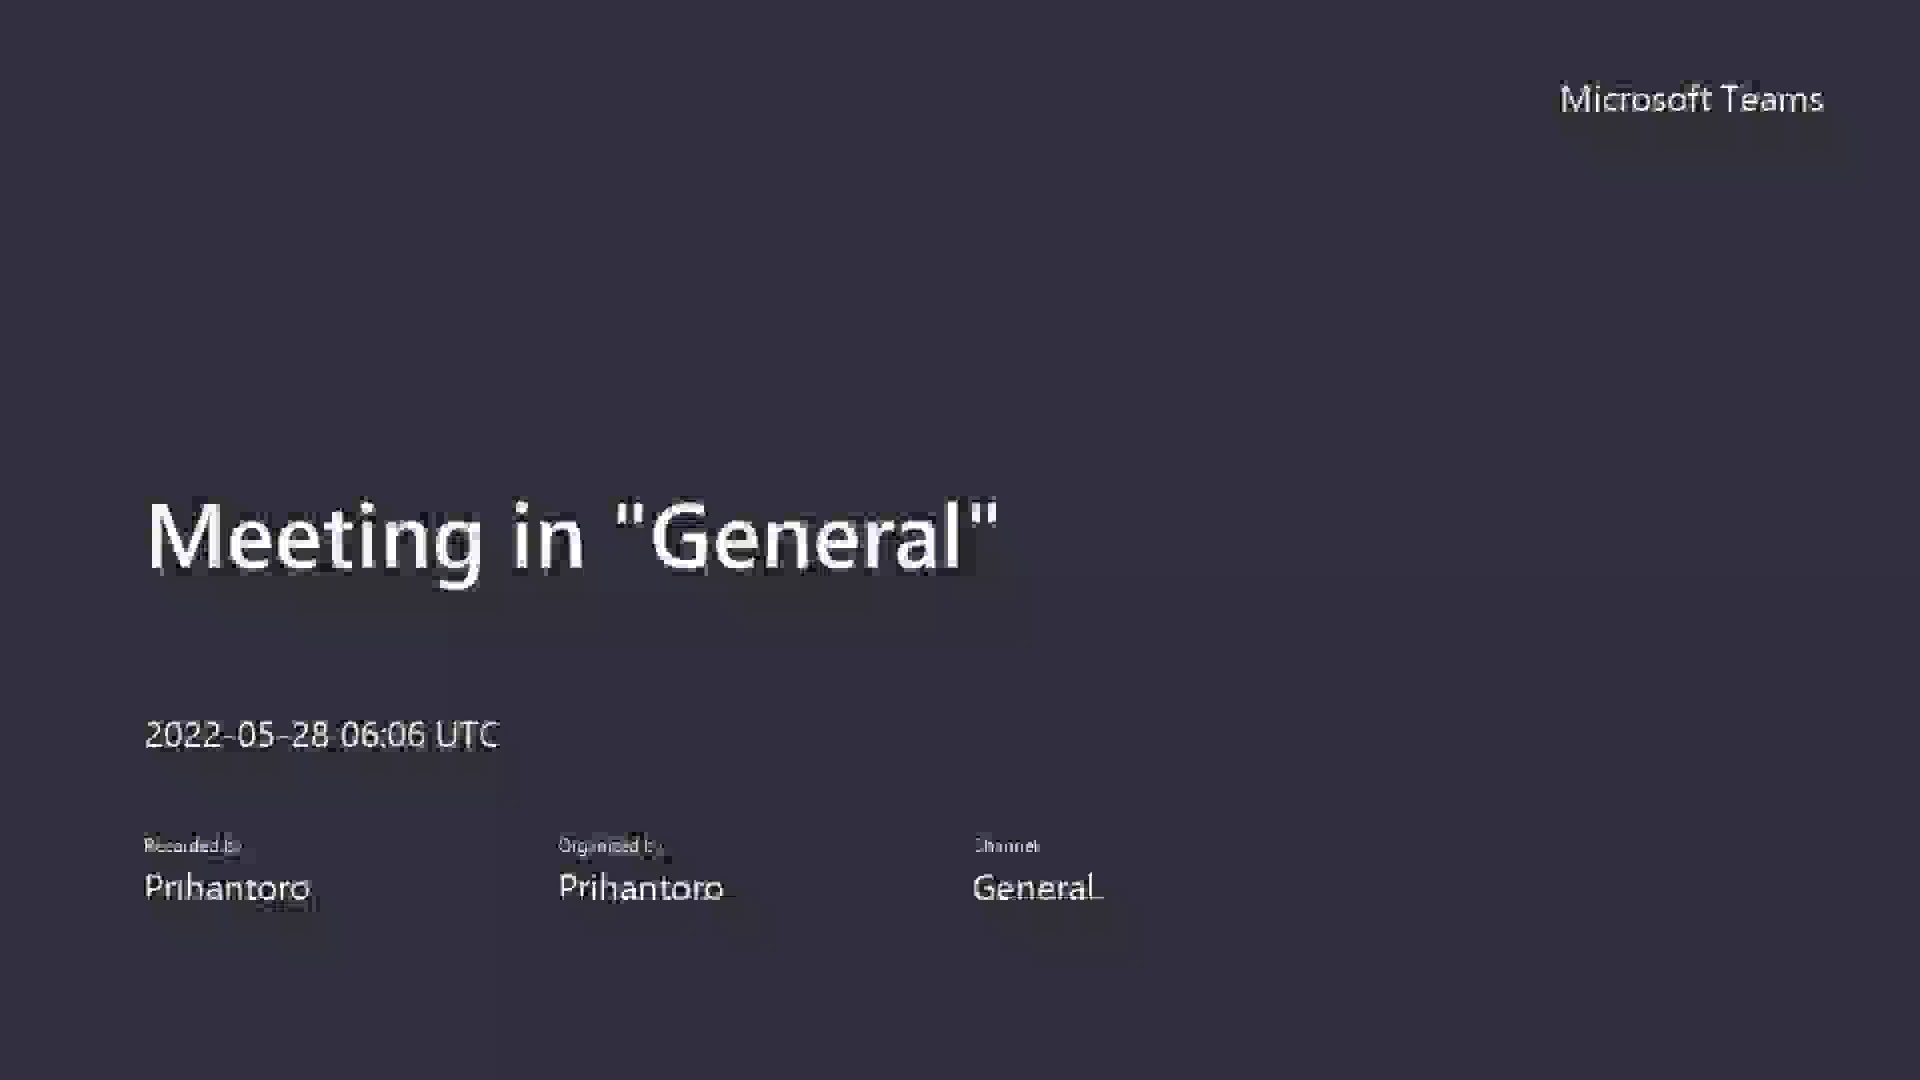 Microsoft Teams
Meeting in "General"
2022-05-28 06:06 UTC
Recorded by
Organized by
Channel
Prihantoro
Prihantoro
General